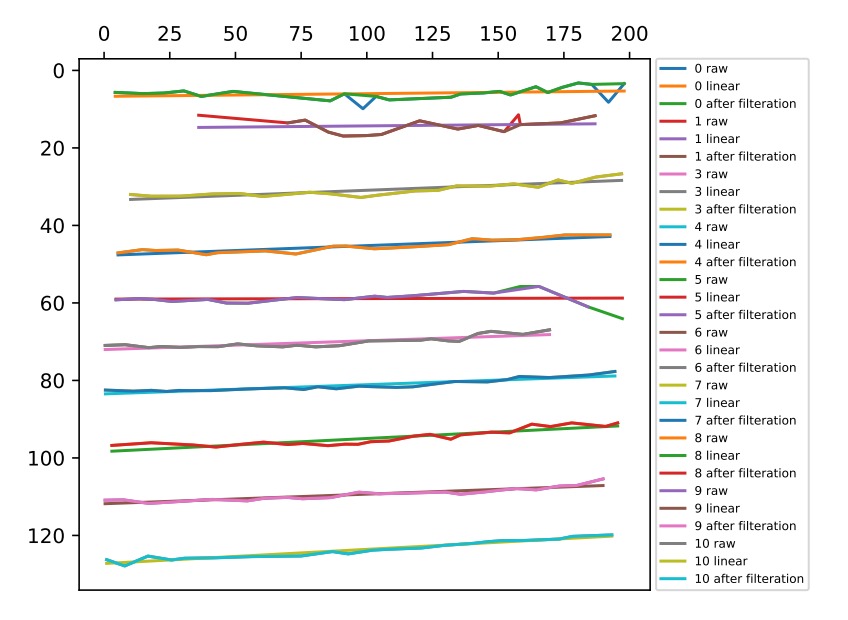 0 25 50 75 100 125 150 175 200
0
20
40
60
80
100
120
0 raw
0 linear
0 after filteration
1 raw
1 linear
1 after filteration
3 raw
3 linear
3 after filteration
4 raw
4 linear
4 after filteration
5 raw
5 linear
5 after filteration
6 raw
6 linear
6 after filteration
7 raw
7 linear
7 after filteration
8 raw
8 linear
8 after filteration
9 raw
9 linear
9 after filteration
10 raw
10 linear
10 after filteration